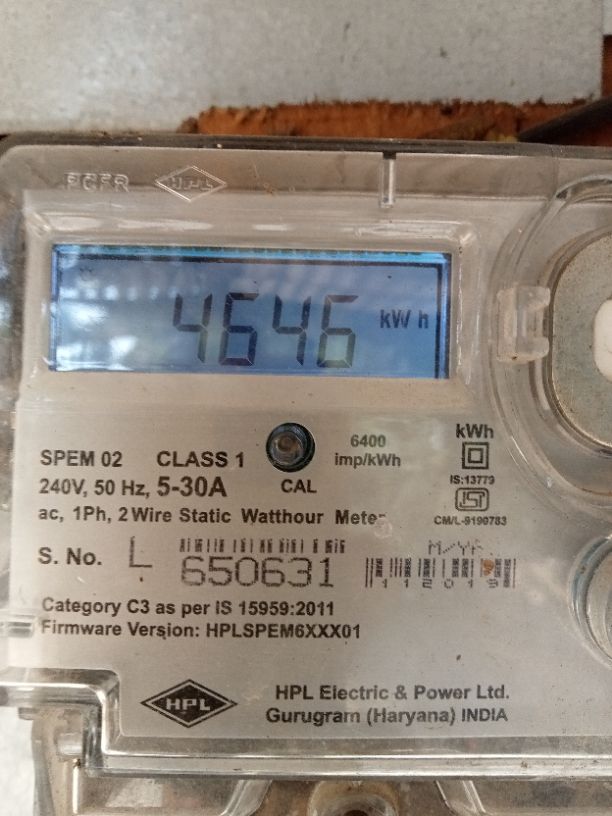 HPL
4646 kWh
SPEM 02 CLASS 1
6400 imp/kWh
kWh
240V, 50 Hz, 5-30A
CAL
IS:13779
ac, 1Ph, 2 Wire Static Watthour Meter
CM/L-9190783
S. No. L 650631
112019
Category C3 as per IS 15959:2011
Firmware Version: HPLSPEM6XXX01
HPL
HPL Electric & Power Ltd.
Gurugram (Haryana) INDIA